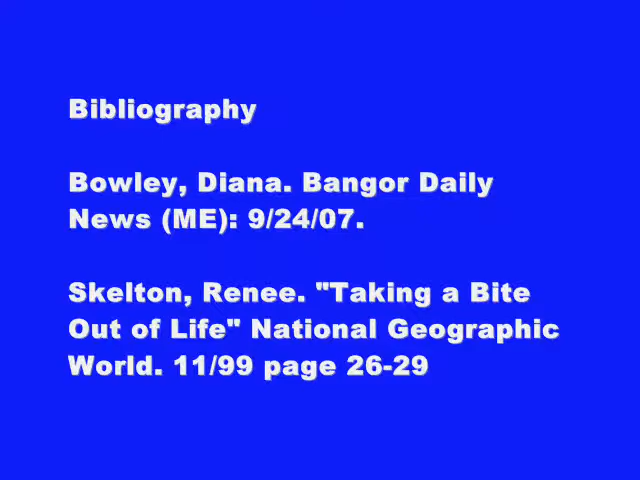 Bibliography
Bowley, Diana. Bangor Daily
News (ME): 9/24/07.
Skelton, Renee. "Taking a Bite
Out of Life" National Geographic
World. 11/99 page 26-29